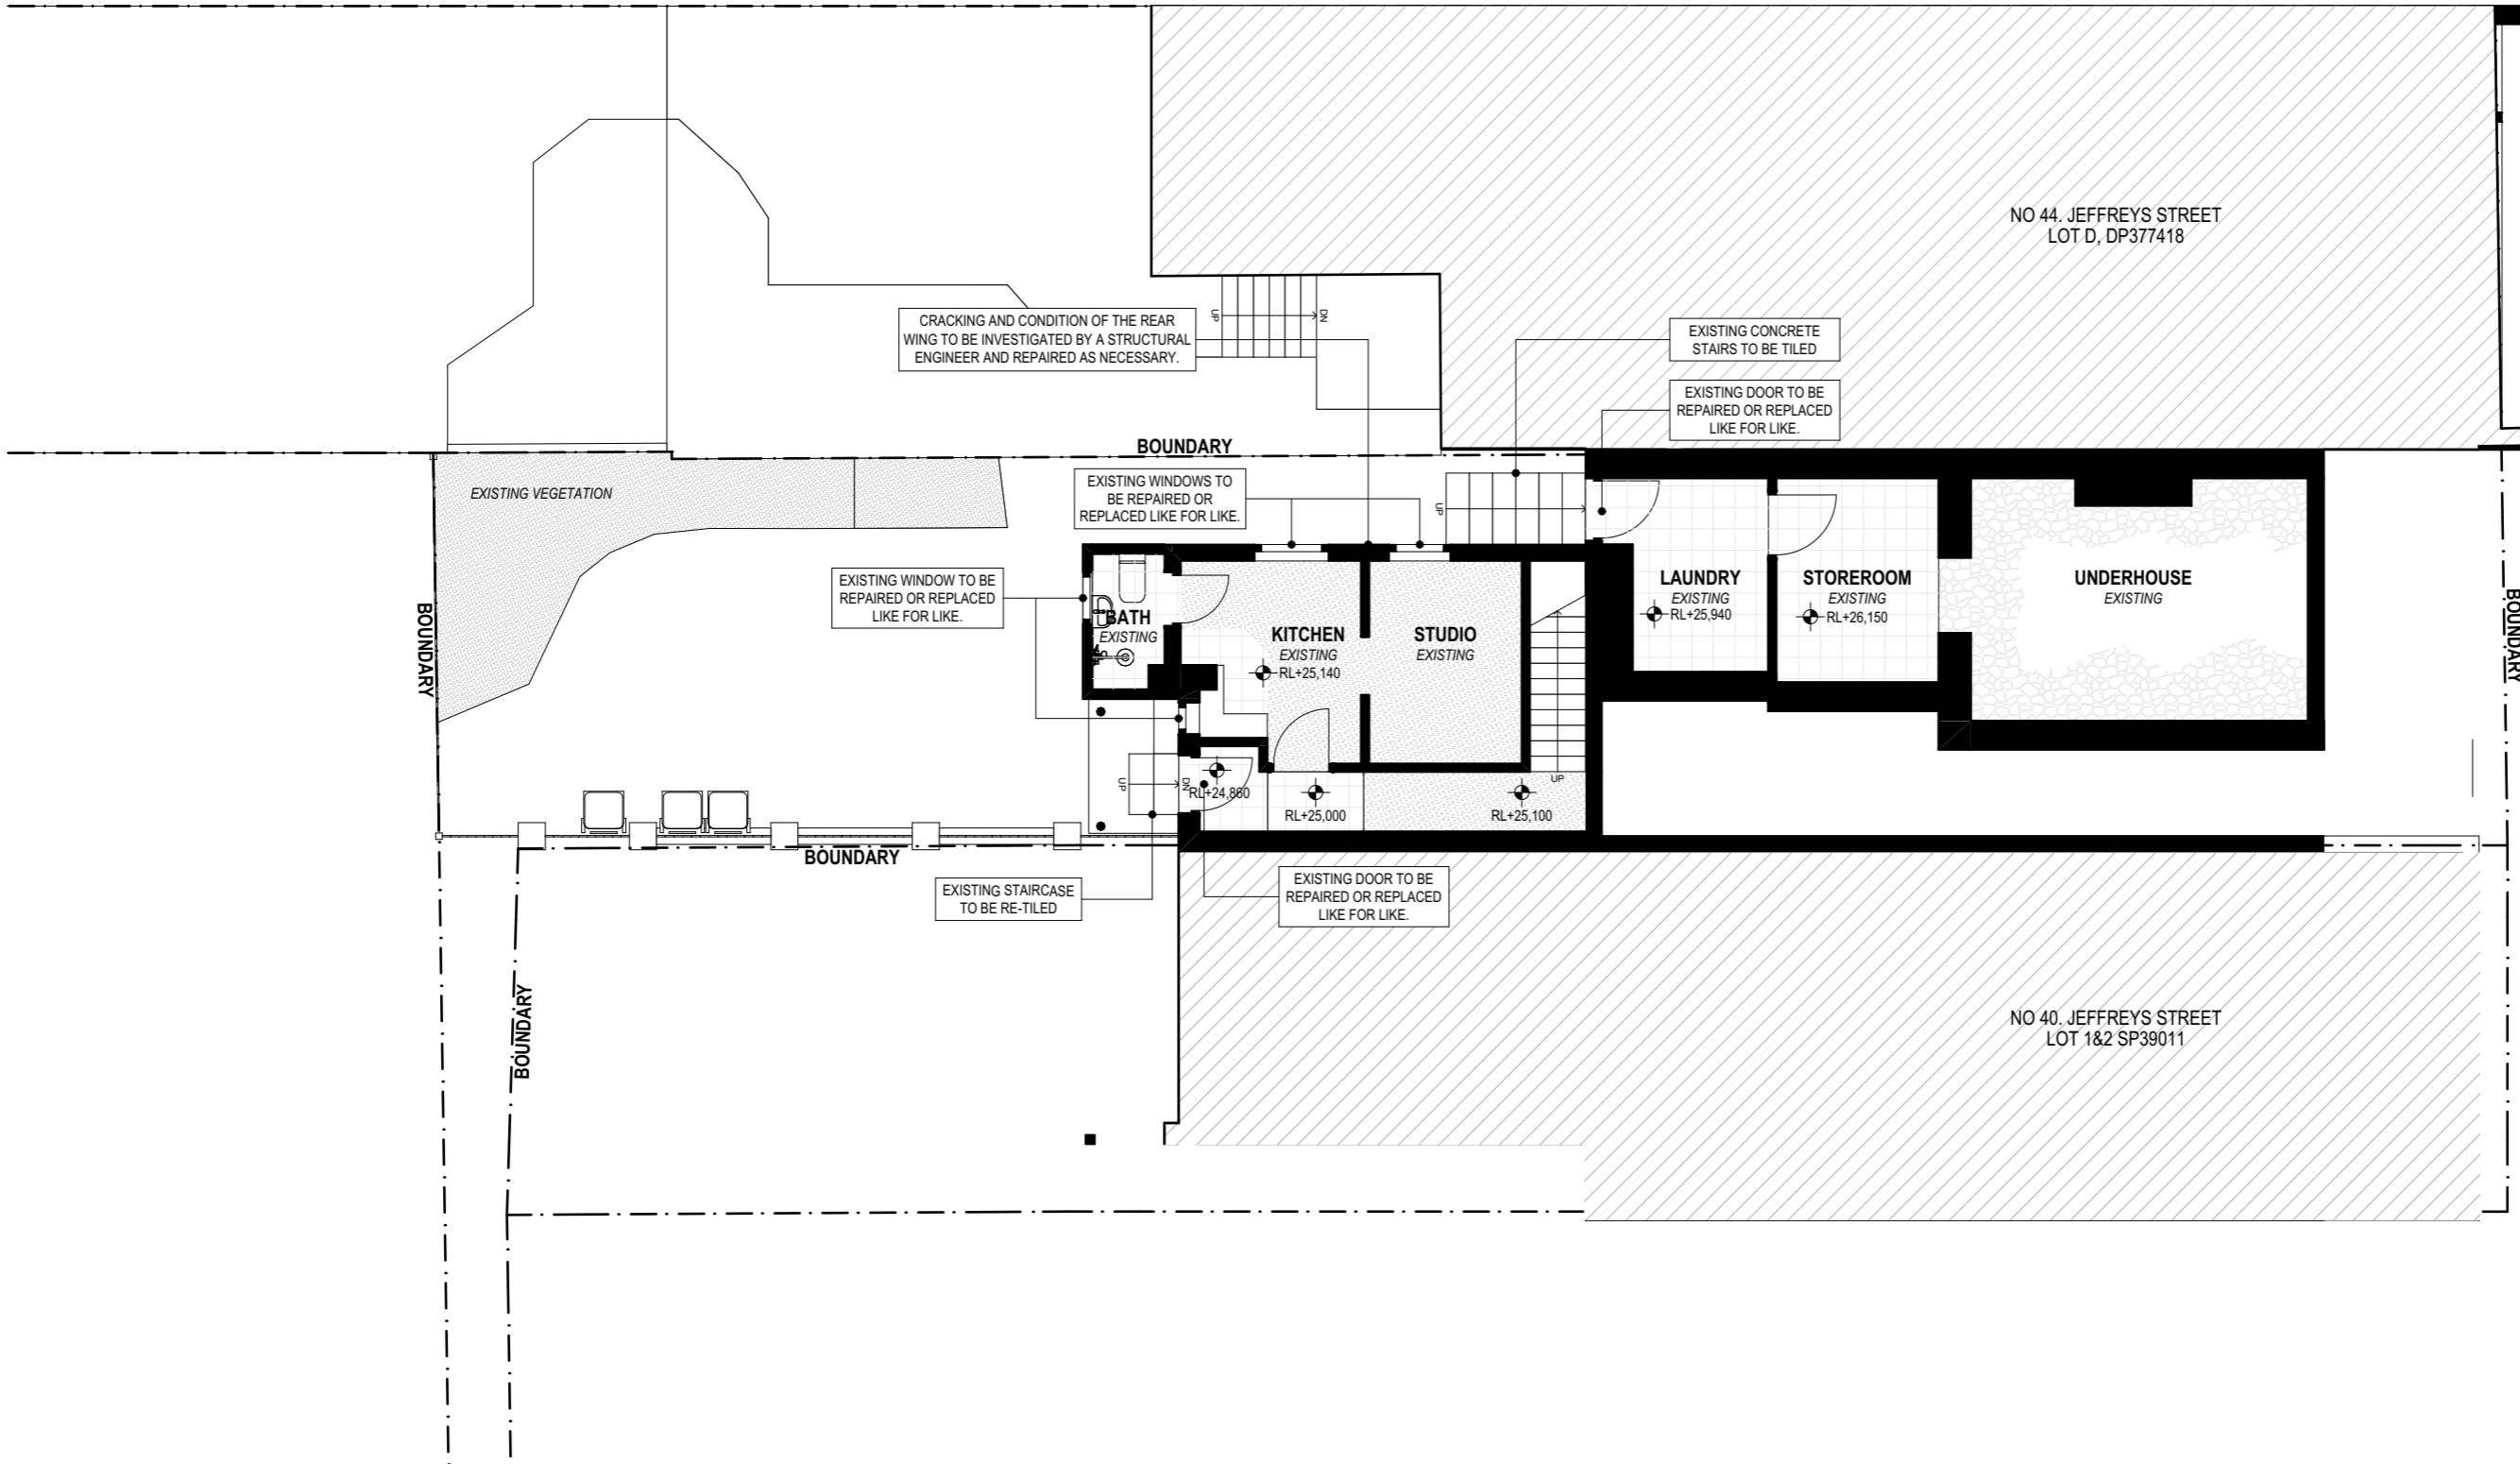 NO 44. JEFFREYS STREET
LOT D, DP377418
UP
DN
CRACKING AND CONDITION OF THE REAR
WING TO BE INVESTIGATED BY A STRUCTURAL
ENGINEER AND REPAIRED AS NECESSARY.
EXISTING CONCRETE
STAIRS TO BE TILED
EXISTING DOOR TO BE
REPAIRED OR REPLACED
LIKE FOR LIKE.
BOUNDARY
EXISTING VEGETATION
EXISTING WINDOWS TO
BE REPAIRED OR
REPLACED LIKE FOR LIKE.
UP
EXISTING WINDOW TO BE
REPAIRED OR REPLACED
LIKE FOR LIKE.
BOUNDARY
BATH
EXISTING
KITCHEN
EXISTING
RL+25,140
STUDIO
EXISTING
LAUNDRY
EXISTING
RL+25,940
STOREROOM
EXISTING
RL+26,150
UNDERHOUSE
EXISTING
BOUNDARY
UP
DN
RL+24,860
RL+25,000
RL+25,100
UP
BOUNDARY
EXISTING STAIRCASE
TO BE RE-TILED
EXISTING DOOR TO BE
REPAIRED OR REPLACED
LIKE FOR LIKE.
BOUNDARY
NO 40. JEFFREYS STREET
LOT 1&2 SP39011